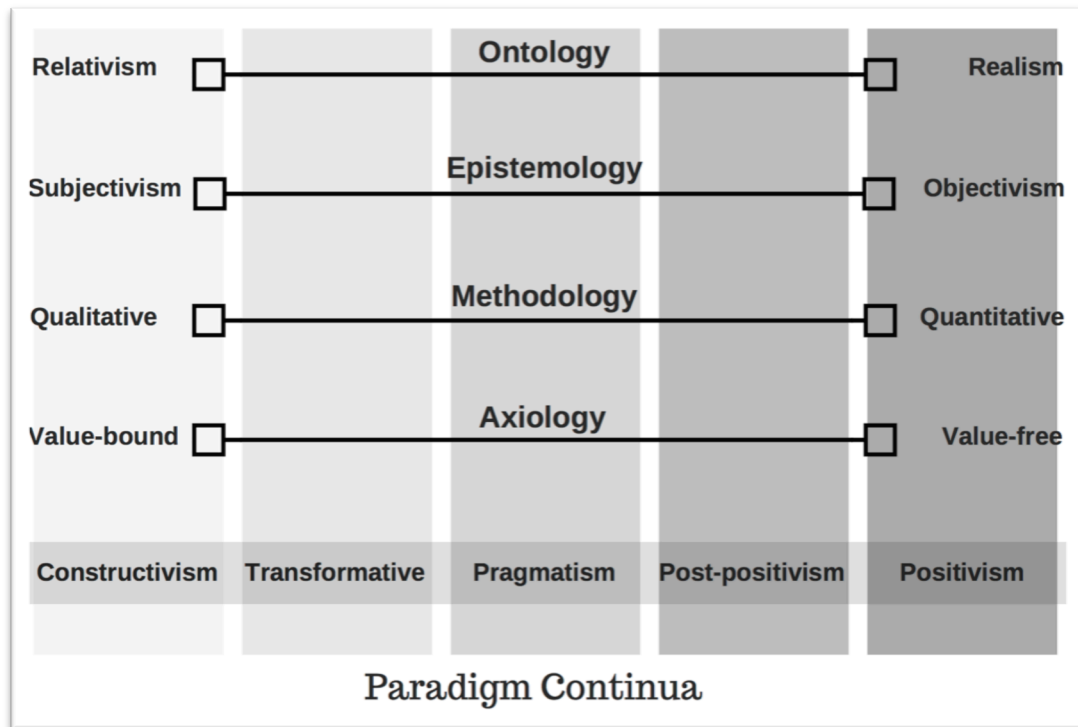 Ontology
Relativism Realism
Epistemology
Subjectivism Objectivism
Methodology
Qualitative Quantitative
Axiology
Value-bound Value-free
Constructivism Transformative Pragmatism Post-positivism Positivism
Paradigm Continua